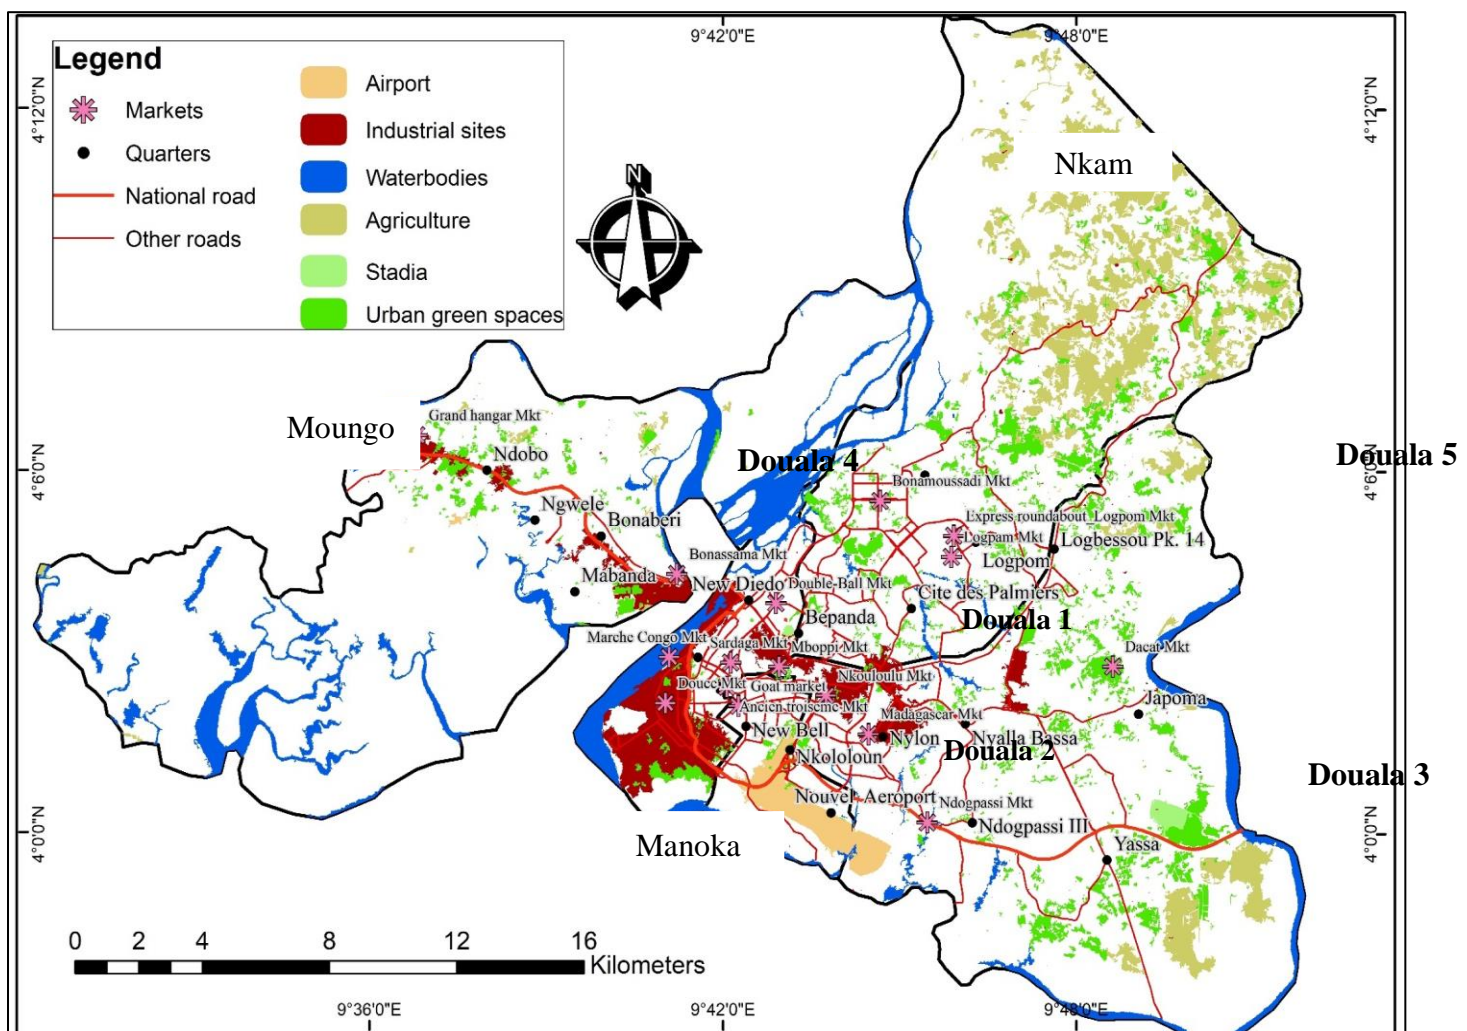 9°42'0"E
9°48'0"E
Legend
Markets
Quarters
National road
Other roads
Airport
Industrial sites
Waterbodies
Agriculture
Stadia
Urban green spaces
N
4°12'0"N
4°12'0"N
Nkam
Moungo
Grand hangar Mkt
Ndobo
Douala 4
Douala 5
4°6'0"N
4°6'0"N
Bonamoussadi Mkt
Ngwele
Bonaberi
Express roundabout_Logpom Mkt
Logpam Mkt
Logbessou Pk. 14
Logpom
Bonassama Mkt
Mabanda
New Diedo
Double-Ball Mkt
Cite des Palmiers
Bepanda
Douala 1
Marche Congo Mkt
Sardaga Mkt
Mboppi Mkt
Dacat Mkt
Nkouloulu Mkt
Douce Mkt
Goat market
Japoma
Ancien troiseme Mkt
Madagascar Mkt
New Bell
Nylon
Nyalla Bassa
Nkololoun
Douala 2
Douala 3
Nouvel Aeroport
Ndogpassi Mkt
Ndogpassi III
4°0'0"N
4°0'0"N
Manoka
Yassa
0 2 4 8 12 16
Kilometers
9°36'0"E
9°42'0"E
9°48'0"E